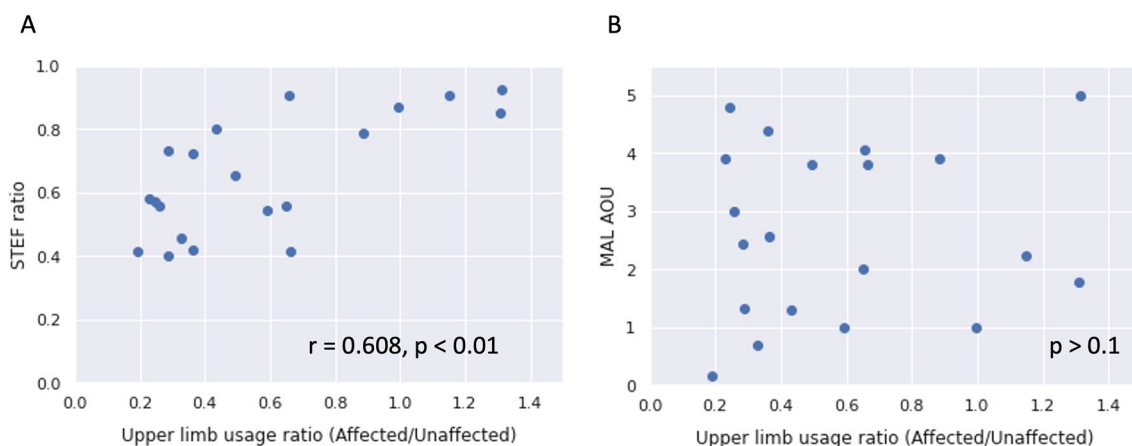 A
1.0
0.8
0.6
0.4
0.2
0.0
STEF ratio
r = 0.608, p < 0.01
0.0 0.2 0.4 0.6 0.8 1.0 1.2 1.4
Upper limb usage ratio (Affected/Unaffected)
B
5
4
3
2
1
0
MAL AOU
p > 0.1
0.0 0.2 0.4 0.6 0.8 1.0 1.2 1.4
Upper limb usage ratio (Affected/Unaffected)